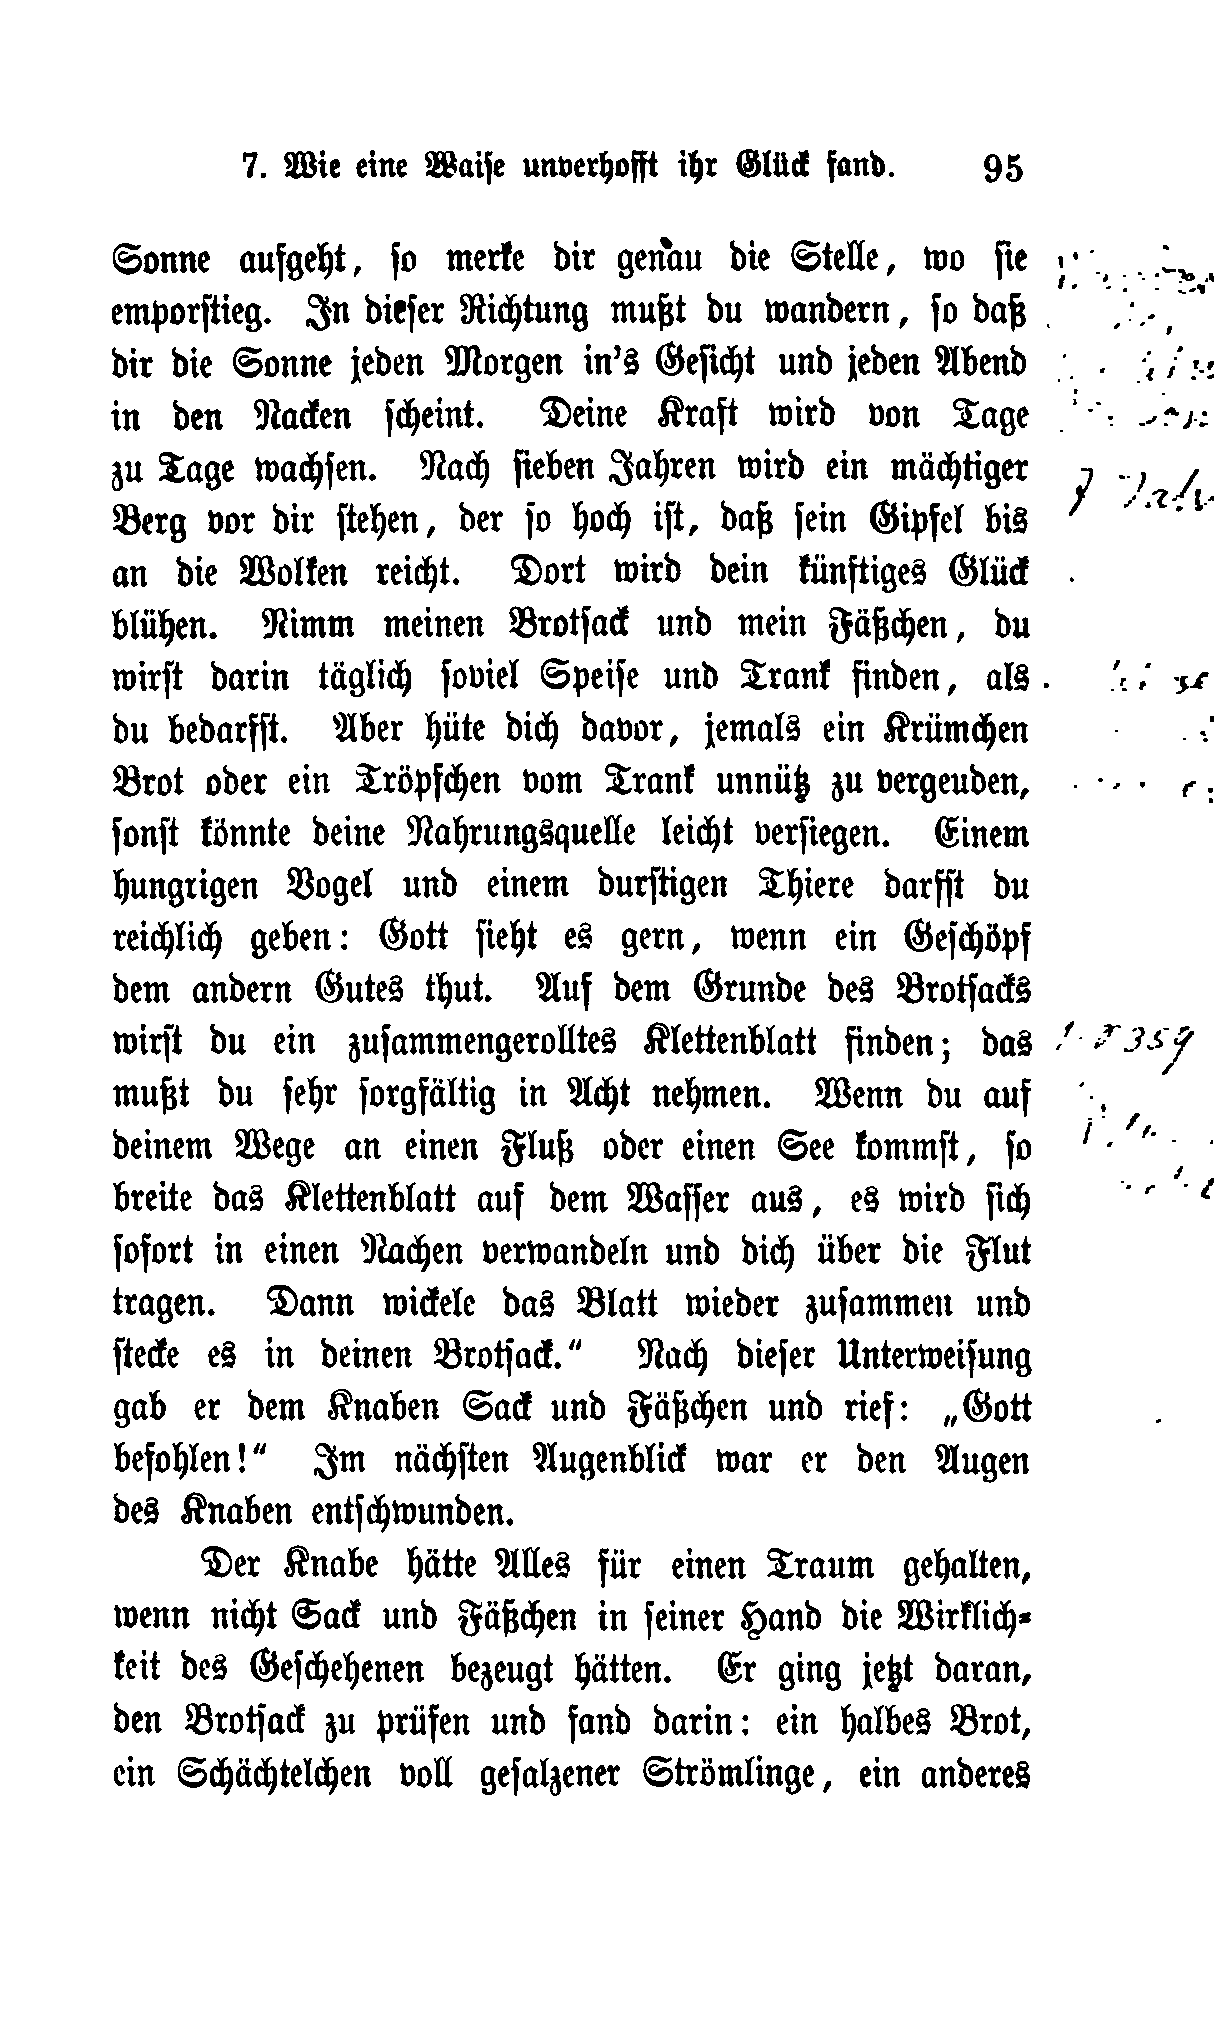 7. Wie eine Waise unverhofft ihr Glück fand. 95
Sonne aufgeht, so merke dir genau die Stelle, wo sie
emporstieg. In dieser Richtung mußt du wandern, so daß
dir die Sonne jeden Morgen in's Gesicht und jeden Abend
in den Nacken scheint. Deine Kraft wird von Tage
zu Tage wachsen. Nach sieben Jahren wird ein mächtiger
Berg vor dir stehen, der so hoch ist, daß sein Gipfel bis
an die Wolken reicht. Dort wird dein künftiges Glück
blühen. Nimm meinen Brotsack und mein Fäßchen, du
wirst darin täglich soviel Speise und Trank finden, als
du bedarfst. Aber hüte dich davor, jemals ein Krümchen
Brot oder ein Tröpfchen vom Trank unnütz zu vergeuden,
sonst könnte deine Nahrungsquelle leicht versiegen. Einem
hungrigen Vogel und einem durstigen Thiere darfst du
reichlich geben: Gott sieht es gern, wenn ein Geschöpf
dem andern Gutes thut. Auf dem Grunde des Brotsacks
wirst du ein zusammengerolltes Klettenblatt finden; das
359
mußt du sehr sorgfältig in Acht nehmen. Wenn du auf
deinem Wege an einen Fluß oder einen See kommst, so
breite das Klettenblatt auf dem Wasser aus, es wird sich
sofort in einen Nachen verwandeln und dich über die Flut
tragen. Dann wickele das Blatt wieder zusammen und
stecke es in deinen Brotsack.“ Nach dieser Unterweisung
gab er dem Knaben Sack und Fäßchen und rief: „Gott
befohlen!“ Im nächsten Augenblick war er den Augen
des Knaben entschwunden.
Der Knabe hätte Alles für einen Traum gehalten,
wenn nicht Sack und Fäßchen in seiner Hand die Wirklich-
keit des Geschehenen bezeugt hätten. Er ging jetzt daran,
den Brotsack zu prüfen und fand darin: ein halbes Brot,
ein Schächtelchen voll gesalzener Strömlinge, ein anderes